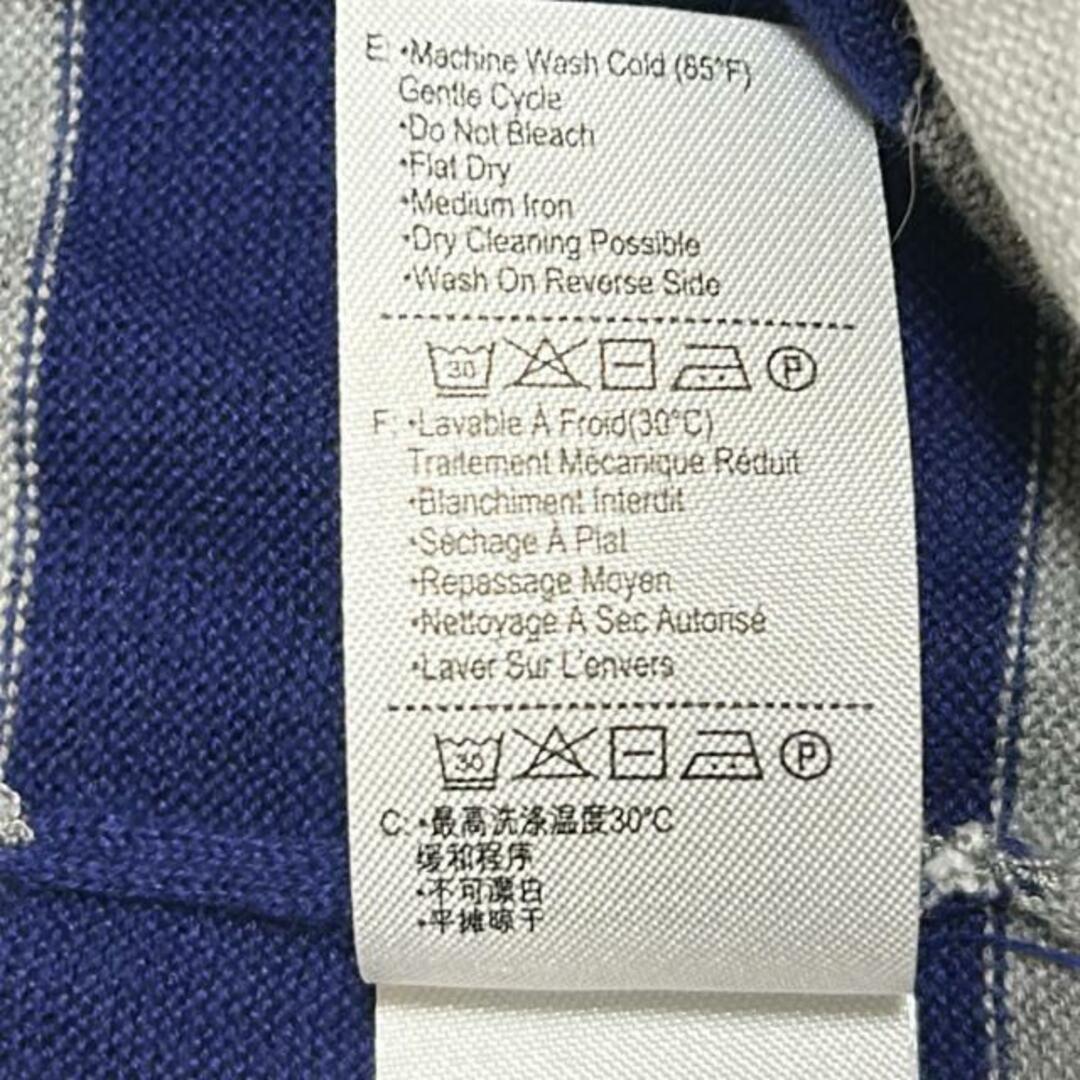 E: •Machine Wash Cold (85°F)
Gentle Cycle
•Do Not Bleach
•Flat Dry
•Medium Iron
•Dry Cleaning Possible
•Wash On Reverse Side
30 P
F: •Lavable À Froid(30°C)
Traitement Mécanique Réduit
•Blanchiment Interdit
•Séchage À Plat
•Repassage Moyen
•Nettoyage À Sec Autorisé
•Laver Sur L'envers
30 P
C: •最高洗涤温度30°C
缓和程序
•不可漂白
•平摊晾干